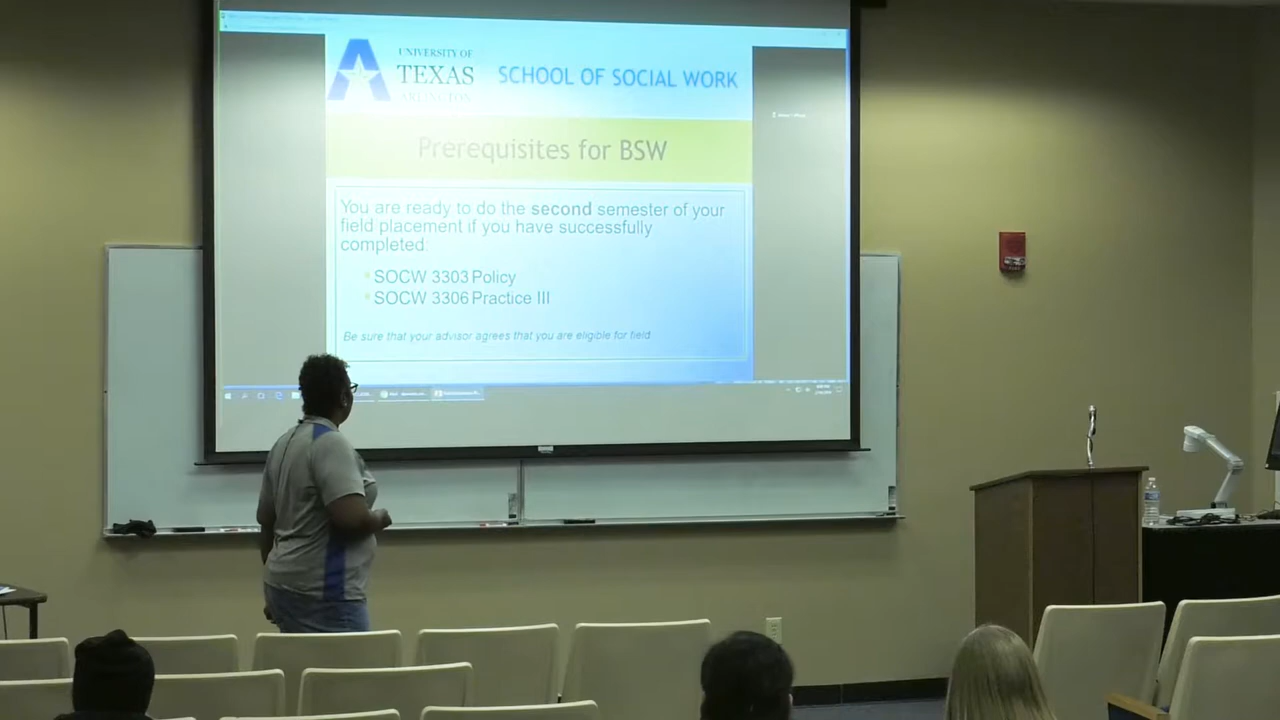 UNIVERSITY OF
TEXAS
ARLINGTON
SCHOOL OF SOCIAL WORK
Prerequisites for BSW
You are ready to do the second semester of your
field placement if you have successfully
completed:
SOCW 3303 Policy
SOCW 3306 Practice III
Be sure that your advisor agrees that you are eligible for field